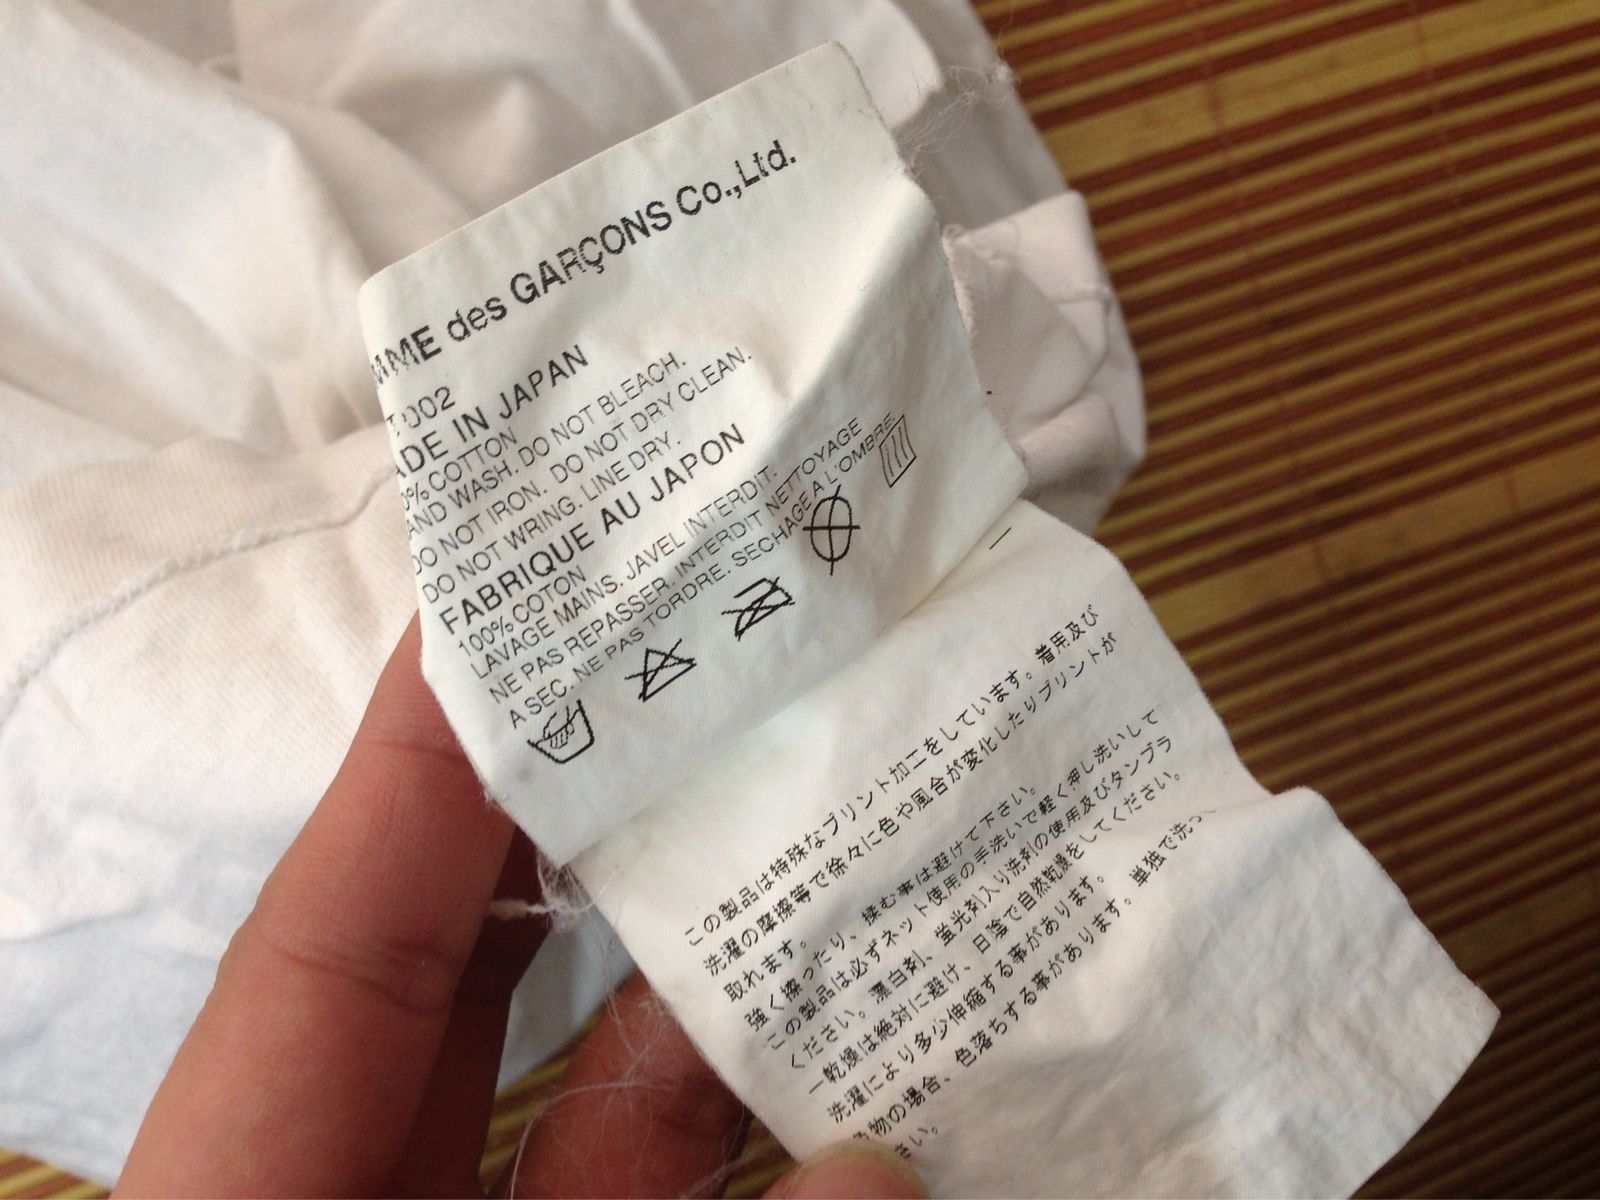 MME des GARÇONS Co.,Ltd.
T-002
ADE IN JAPAN
0% COTTON
AND WASH. DO NOT BLEACH.
DO NOT IRON. DO NOT DRY CLEAN.
DO NOT WRING. LINE DRY.
FABRIQUE AU JAPON
100% COTON
LAVAGE MAINS. JAVEL INTERDIT.
NE PAS REPASSER. INTERDIT NETTOYAGE
A SEC. NE PAS TORDRE. SECHAGE A L'OMBRE.
この製品は特殊なプリント加工をしています。着用及び
洗濯の摩擦等で徐々に色や風合が変化したりプリントが
取れます。
強く擦ったり、揉む事は避けて下さい。
この製品は必ずネット使用の手洗いで軽く押し洗いして
ください。漂白剤、蛍光剤入り洗剤の使用及びタンブラ
ー乾燥は絶対に避け、日陰で自然乾燥をしてください。
洗濯により多少伸縮する事があります。
物の場合、色落ちする事があります。単独で洗っ
さい。